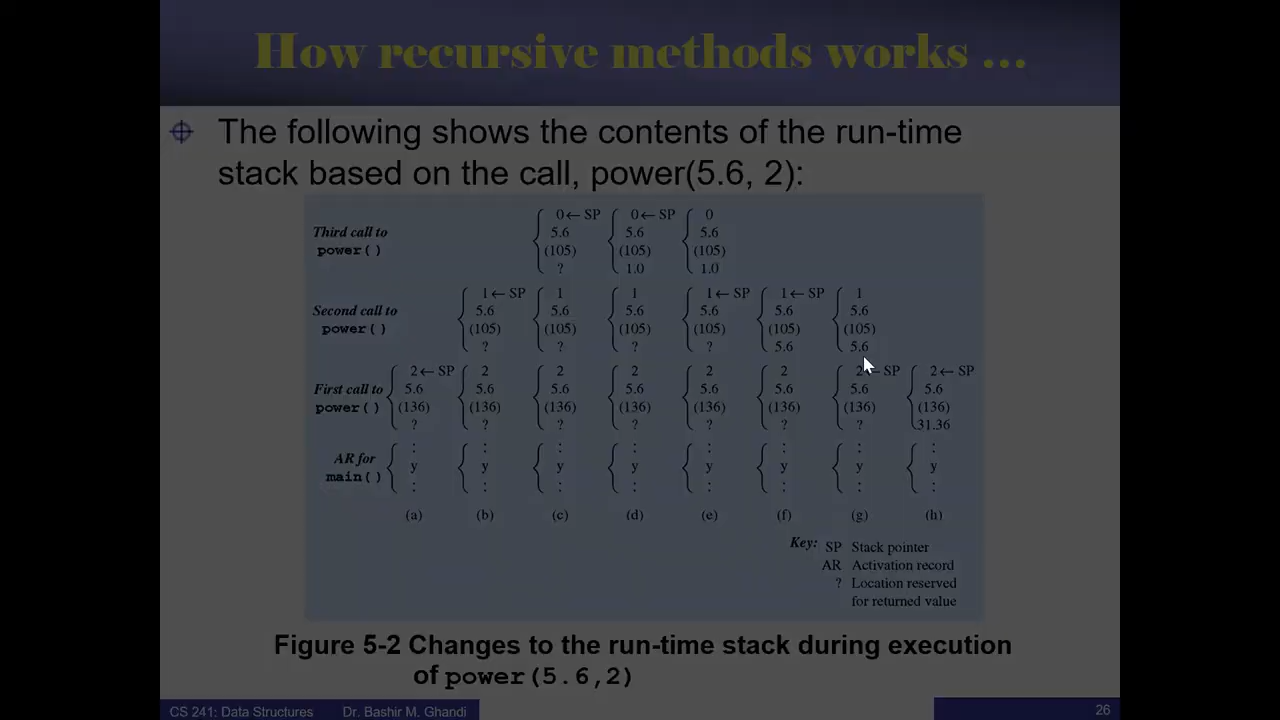 How recursive methods works ...
The following shows the contents of the run-time
stack based on the call, power(5.6, 2):
0 ← SP 0 ← SP 0
Third call to 5.6 5.6 5.6
power() (105) (105) (105)
? 1.0 1.0
1 ← SP 1 1 1 ← SP 1 ← SP 1
Second call to 5.6 5.6 5.6 5.6 5.6 5.6
power() (105) (105) (105) (105) (105) (105)
? ? ? ? 5.6 5.6
2 ← SP 2 2 2 2 2 2 ← SP 2 ← SP
First call to 5.6 5.6 5.6 5.6 5.6 5.6 5.6 5.6
power() (136) (136) (136) (136) (136) (136) (136) (136)
? ? ? ? ? ? ? 31.36
: : : : : : : :
AR for y y y y y y y y
main() : : : : : : : :
(a) (b) (c) (d) (e) (f) (g) (h)
Key: SP Stack pointer
AR Activation record
? Location reserved
for returned value
Figure 5-2 Changes to the run-time stack during execution
of power(5.6,2)
CS 241: Data Structures Dr. Bashir M. Ghandi 26